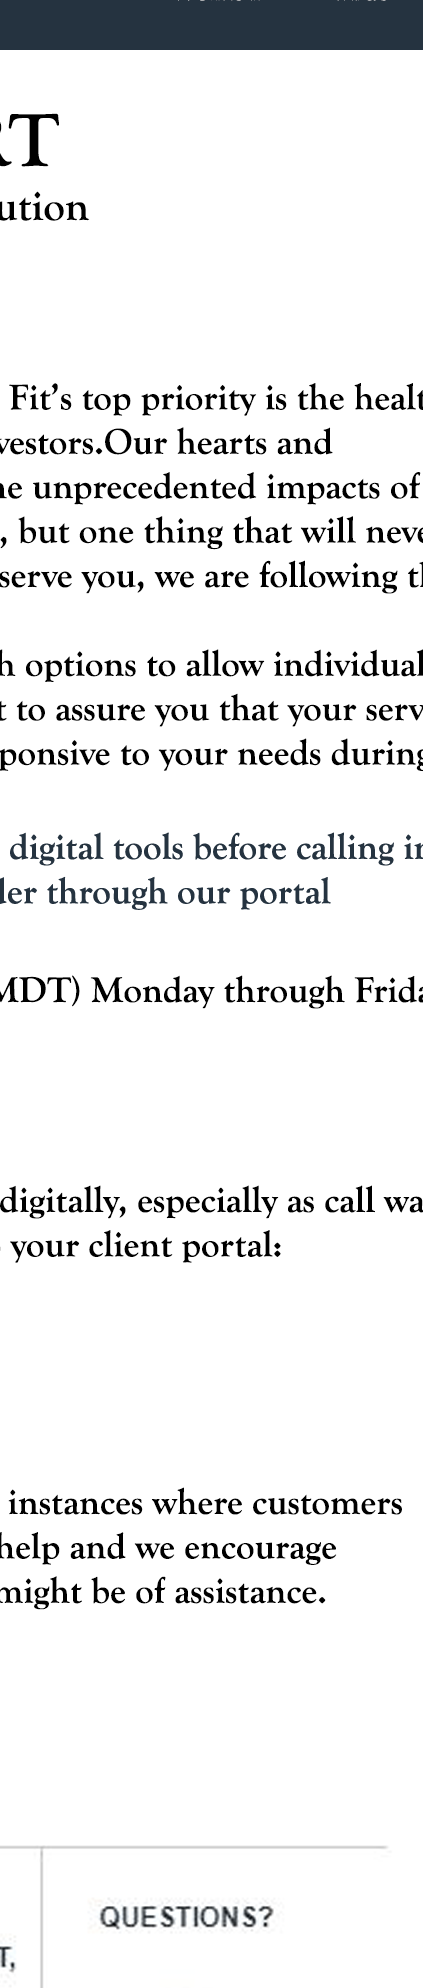 RT
ution
Fit's top priority is the healt
vestors.Our hearts and
he unprecedented impacts of
, but one thing that will neve
serve you, we are following th
h options to allow individual
t to assure you that your serv
ponsive to your needs during
digital tools before calling in
der through our portal
MDT) Monday through Frida
digitally, especially as call wa
your client portal:
instances where customers
help and we encourage
might be of assistance.
QUESTIONS?
T,